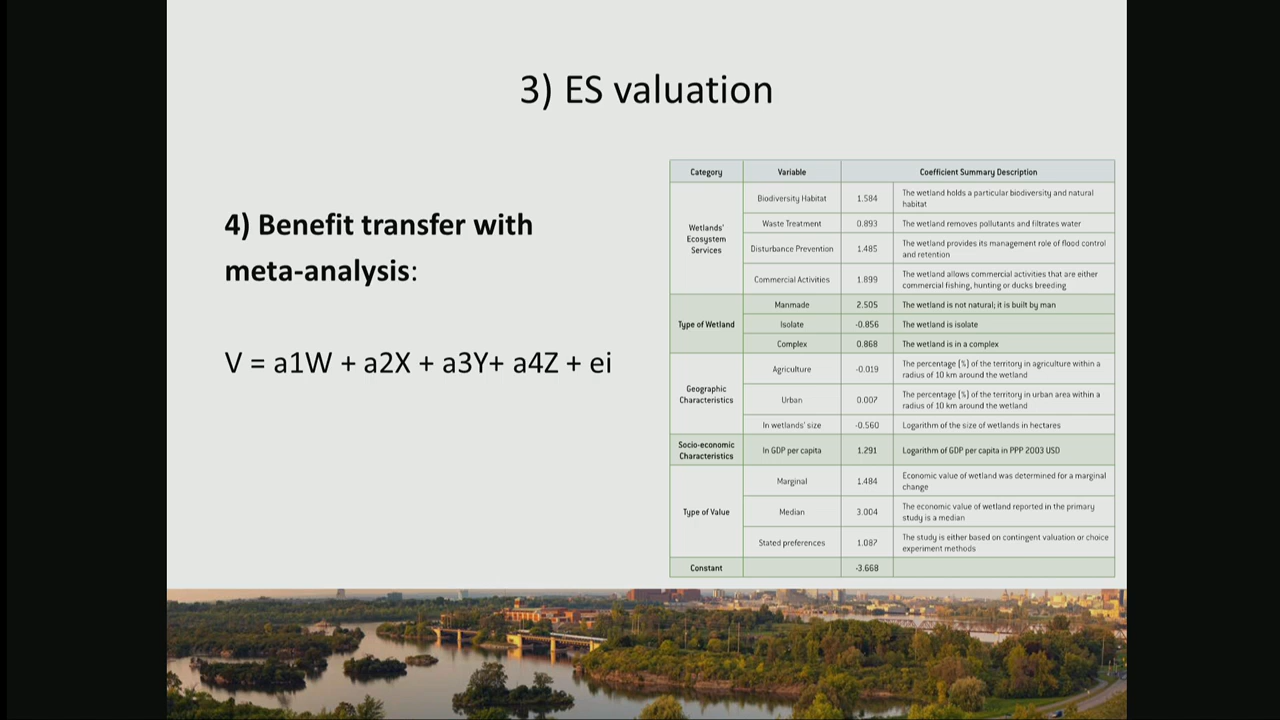 3) ES valuation
4) Benefit transfer with
meta-analysis:
V = a1W + a2X + a3Y+ a4Z + ei
Category Variable Coefficient Summary Description
Wetlands'
Ecosystem
Services
Biodiversity Habitat 1.584 The wetland holds a particular biodiversity and natural
habitat
Waste Treatment 0.893 The wetland removes pollutants and filtrates water
Disturbance Prevention 1.485 The wetland provides its management role of flood control
and retention
Commercial Activities 1.899 The wetland allows commercial activities that are either
commercial fishing, hunting or ducks breeding
Type of Wetland
Manmade 2.505 The wetland is not natural; it is built by man
Isolate -0.856 The wetland is isolate
Complex 0.868 The wetland is in a complex
Geographic
Characteristics
Agriculture -0.019 The percentage (%) of the territory in agriculture within a
radius of 10 km around the wetland
Urban 0.007 The percentage (%) of the territory in urban area within a
radius of 10 km around the wetland
ln wetlands' size -0.560 Logarithm of the size of wetlands in hectares
Socio-economic
Characteristics
ln GDP per capita 1.291 Logarithm of GDP per capita in PPP 2003 USD
Type of Value
Marginal 1.484 Economic value of wetland was determined for a marginal
change
Median 3.004 The economic value of wetland reported in the primary
study is a median
Stated preferences 1.087 The study is either based on contingent valuation or choice
experiment methods
Constant -3.668